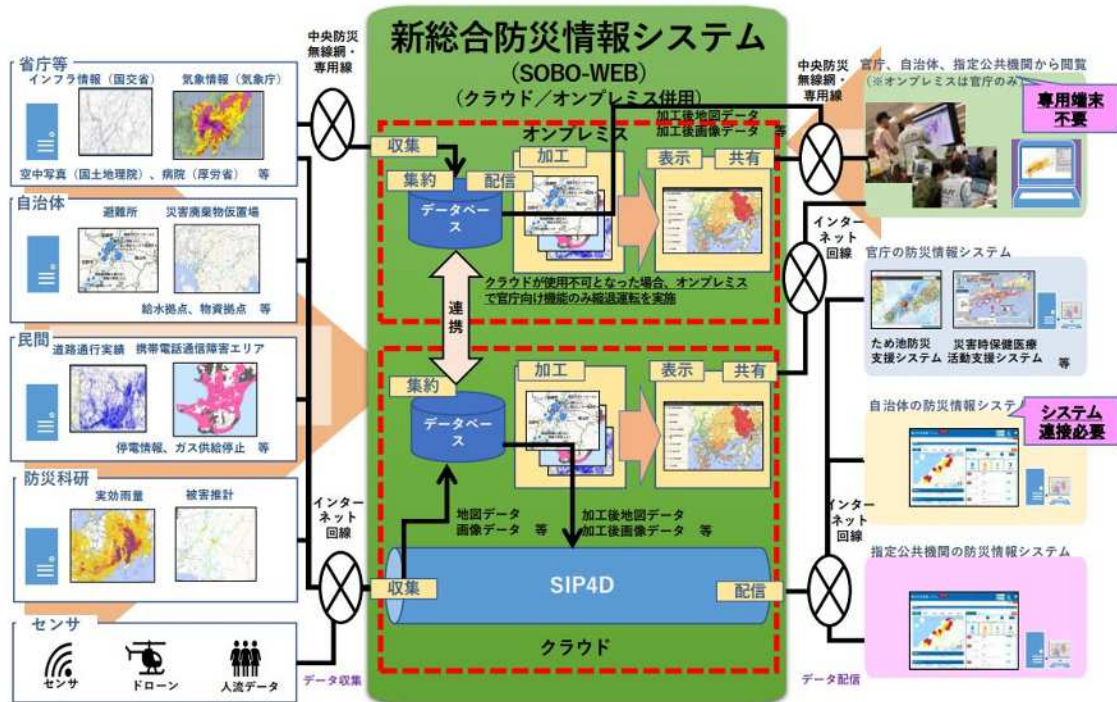 新総合防災情報システム
(SOBO-WEB)
(クラウド／オンプレミス併用)
省庁等
インフラ情報（国交省）
気象情報（気象庁）
空中写真（国土地理院）、病院（厚労省）　等
自治体
避難所
災害廃棄物仮置場
給水拠点、物資拠点　等
民間
道路通行実績
携帯電話通信障害エリア
停電情報、ガス供給停止　等
防災科研
実効雨量
被害推計
センサ
センサ
ドローン
人流データ
中央防災
無線網・
専用線
インター
ネット
回線
データ収集
オンプレミス
収集
集約
配信
データベー
ス
加工
加工後地図データ
加工後画像データ　等
表示
共有
クラウドが使用不可となった場合、オンプレミス
で官庁向け機能のみ縮退運転を実施
連携
集約
データベー
ス
加工
表示
共有
地図データ
画像データ　等
加工後地図データ
加工後画像データ　等
収集
SIP4D
配信
クラウド
中央防災
無線網・
専用線
インター
ネット
回線
インター
ネット
回線
データ配信
官庁、自治体、指定公共機関から閲覧
(※オンプレミスは官庁のみ)
専用端末
不要
官庁の防災情報システム
ため池防災
支援システム
災害時保健医療
活動支援システム
等
自治体の防災情報システム
システム
連接必要
指定公共機関の防災情報システム